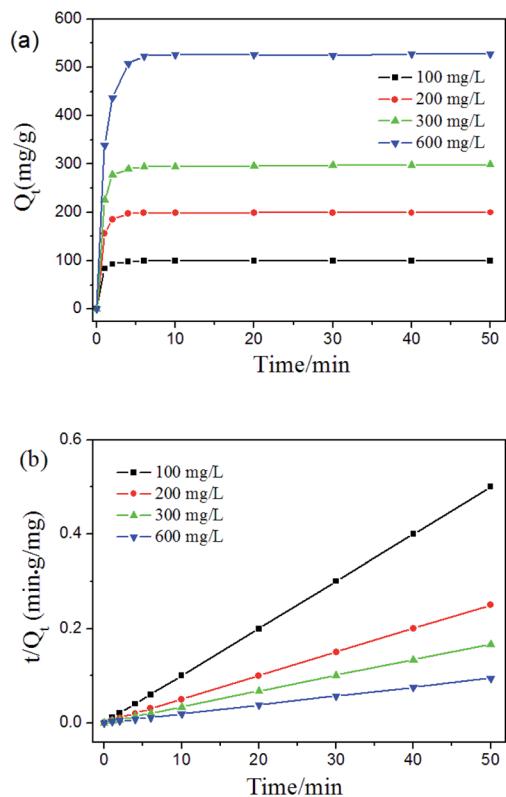 (a)
600
500
400
300
200
100
0
Qt(mg/g)
100 mg/L
200 mg/L
300 mg/L
600 mg/L
0 10 20 30 40 50
Time/min
(b)
0.6
0.4
0.2
0.0
t/Qt (min·g/mg)
100 mg/L
200 mg/L
300 mg/L
600 mg/L
0 10 20 30 40 50
Time/min